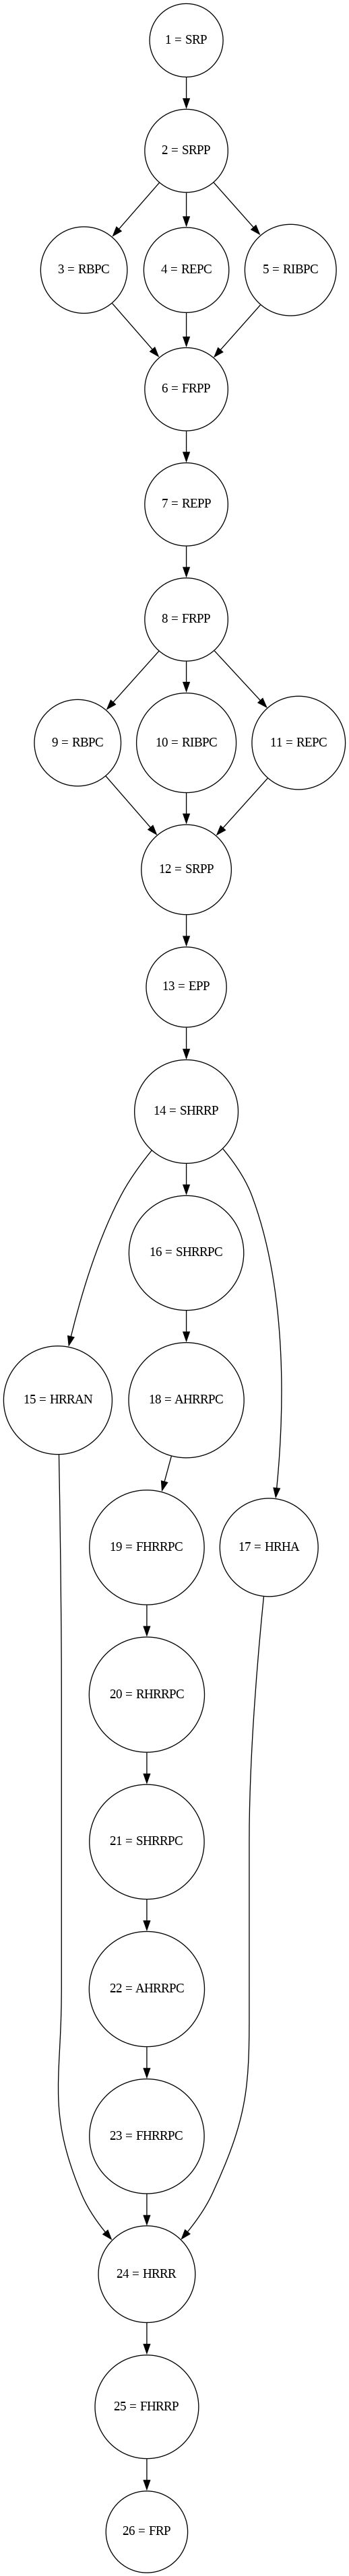 1 = SRP
2 = SRPP
3 = RBPC
4 = REPC
5 = RIBPC
6 = FRPP
7 = REPP
8 = FRPP
9 = RBPC
10 = RIBPC
11 = REPC
12 = SRPP
13 = EPP
14 = SHRRP
16 = SHRRPC
15 = HRRAN
18 = AHRRPC
19 = FHRRPC
17 = HRHA
20 = RHRRPC
21 = SHRRPC
22 = AHRRPC
23 = FHRRPC
24 = HRRR
25 = FHRRP
26 = FRP